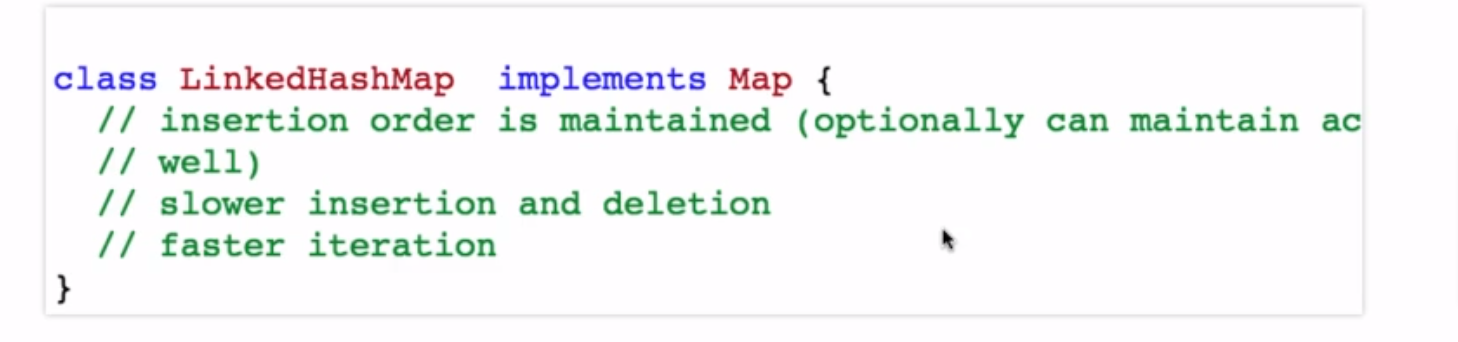 class LinkedHashMap  implements Map {
  // insertion order is maintained (optionally can maintain ac
  // well)
  // slower insertion and deletion
  // faster iteration
}